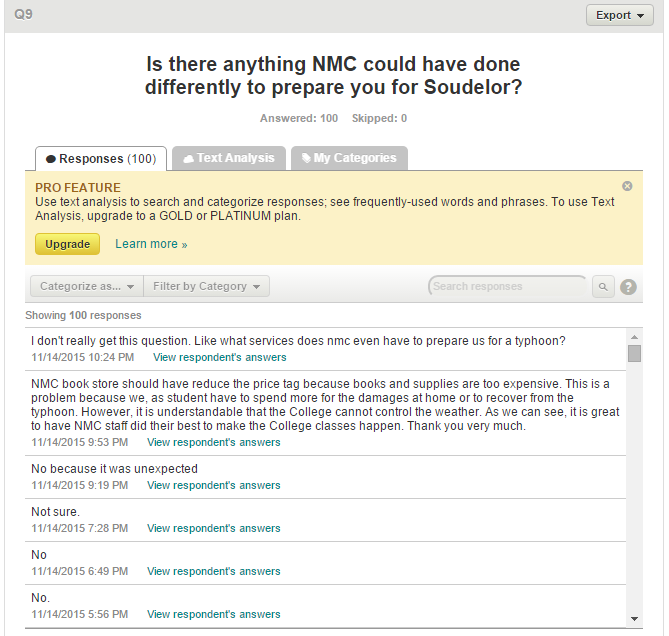 Q9
Export
Is there anything NMC could have done
differently to prepare you for Soudelor?
Answered: 100 Skipped: 0
Responses (100)
Text Analysis
My Categories
PRO FEATURE
Use text analysis to search and categorize responses; see frequently-used words and phrases. To use Text
Analysis, upgrade to a GOLD or PLATINUM plan.
Upgrade
Learn more »
Categorize as...
Filter by Category
Search responses
?
Showing 100 responses
I don't really get this question. Like what services does nmc even have to prepare us for a typhoon?
11/14/2015 10:24 PM View respondent's answers
NMC book store should have reduce the price tag because books and supplies are too expensive. This is a
problem because we, as student have to spend more for the damages at home or to recover from the
typhoon. However, it is understandable that the College cannot control the weather. As we can see, it is great
to have NMC staff did their best to make the College classes happen. Thank you very much.
11/14/2015 9:53 PM View respondent's answers
No because it was unexpected
11/14/2015 9:19 PM View respondent's answers
Not sure.
11/14/2015 7:28 PM View respondent's answers
No
11/14/2015 6:49 PM View respondent's answers
No.
11/14/2015 5:56 PM View respondent's answers